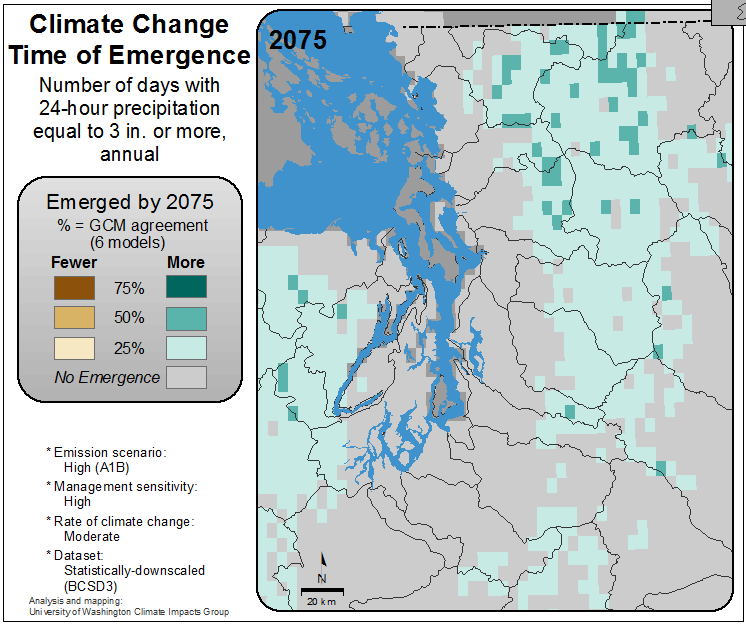 Climate Change
Time of Emergence
Number of days with
24-hour precipitation
equal to 3 in. or more,
annual
Emerged by 2075
% = GCM agreement
(6 models)
Fewer More
75%
50%
25%
No Emergence
* Emission scenario:
High (A1B)
* Management sensitivity:
High
* Rate of climate change:
Moderate
* Dataset:
Statistically-downscaled
(BCSD3)
Analysis and mapping:
University of Washington Climate Impacts Group
2075
N
20 km